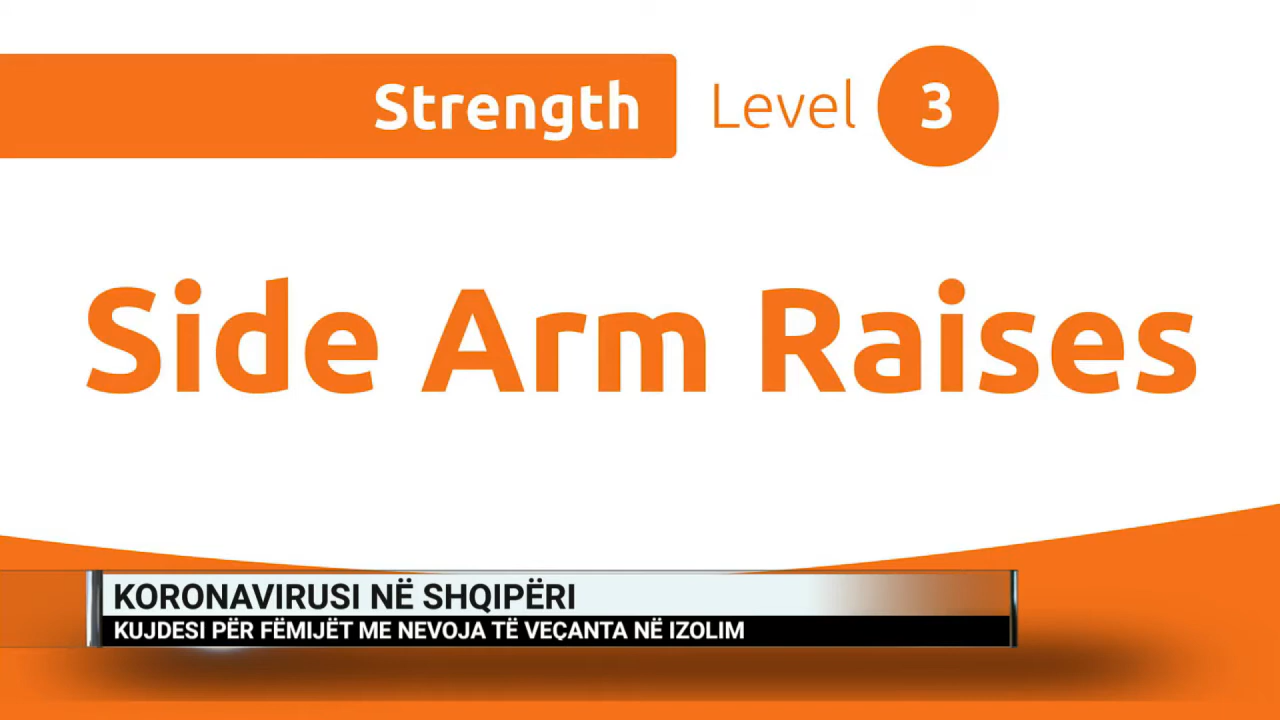 Strength Level 3
Side Arm Raises
KORONAVIRUSI NË SHQIPËRI
KUJDESI PËR FËMIJËT ME NEVOJA TË VEÇANTA NË IZOLIM